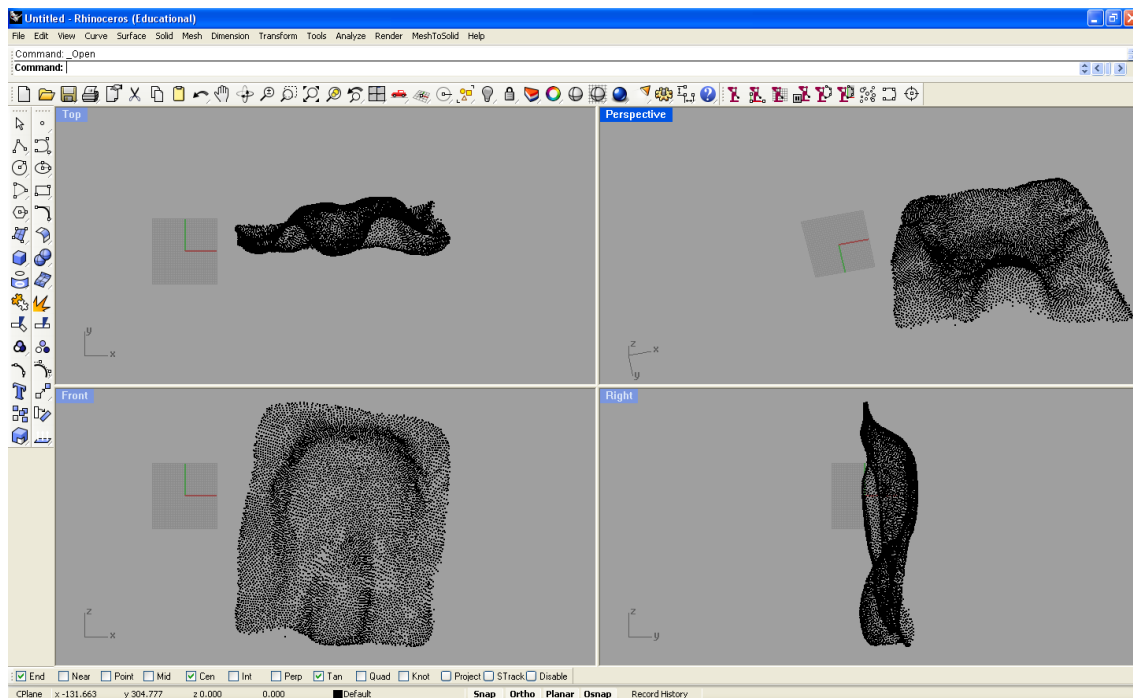 Untitled - Rhinoceros (Educational)
File Edit View Curve Surface Solid Mesh Dimension Transform Tools Analyze Render MeshToSolid Help
Command: _Open
Command:
Top
Perspective
y
x
z
x
y
Front
Right
z
x
z
y
End Near Point Mid Cen Int Perp Tan Quad Knot Project STrack Disable
CPlane x -131.663 y 304.777 z 0.000 0.000 Default Snap Ortho Planar Osnap Record History